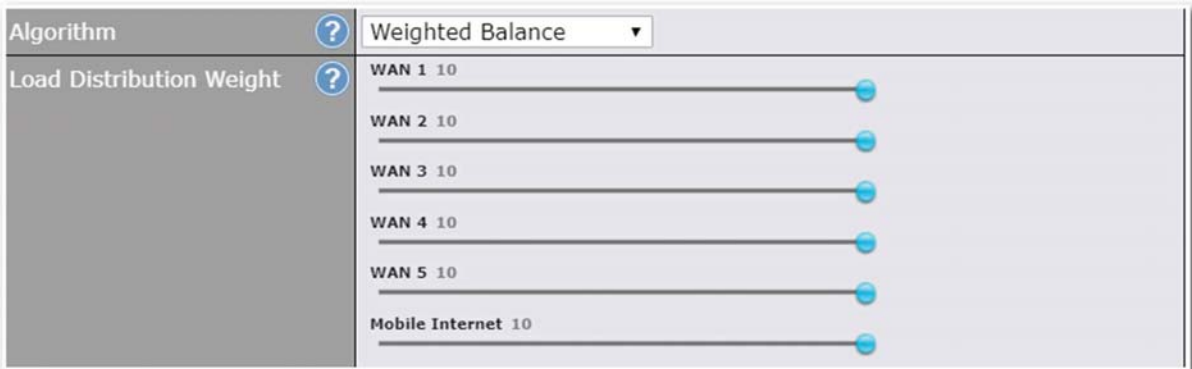 Algorithm ? Weighted Balance
Load Distribution Weight ?
WAN 1 10
WAN 2 10
WAN 3 10
WAN 4 10
WAN 5 10
Mobile Internet 10